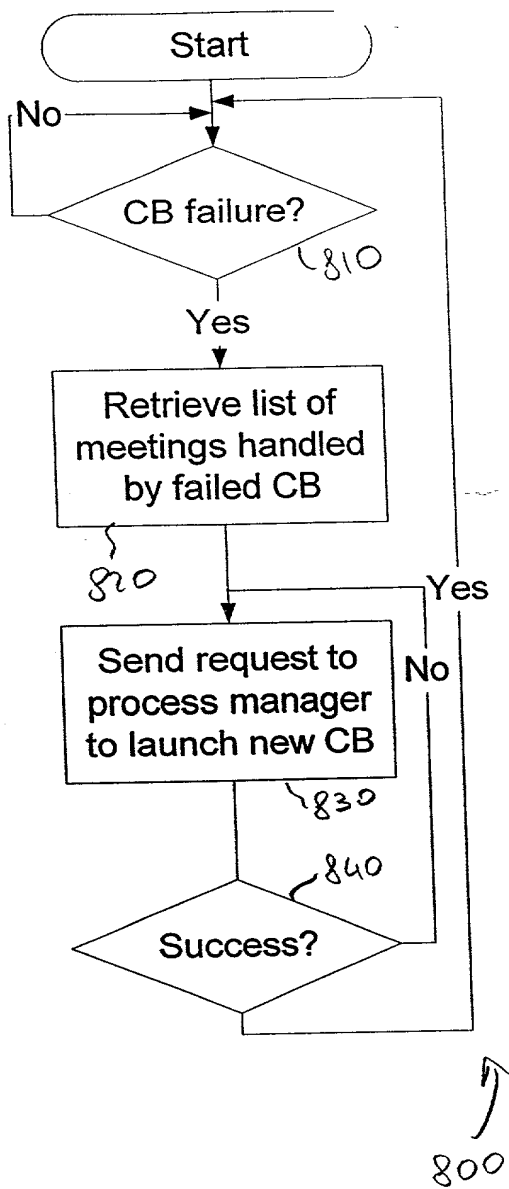 Start
No
CB failure?
810
Yes
Retrieve list of
meetings handled
by failed CB
820
Yes
No
Send request to
process manager
to launch new CB
830
840
Success?
800